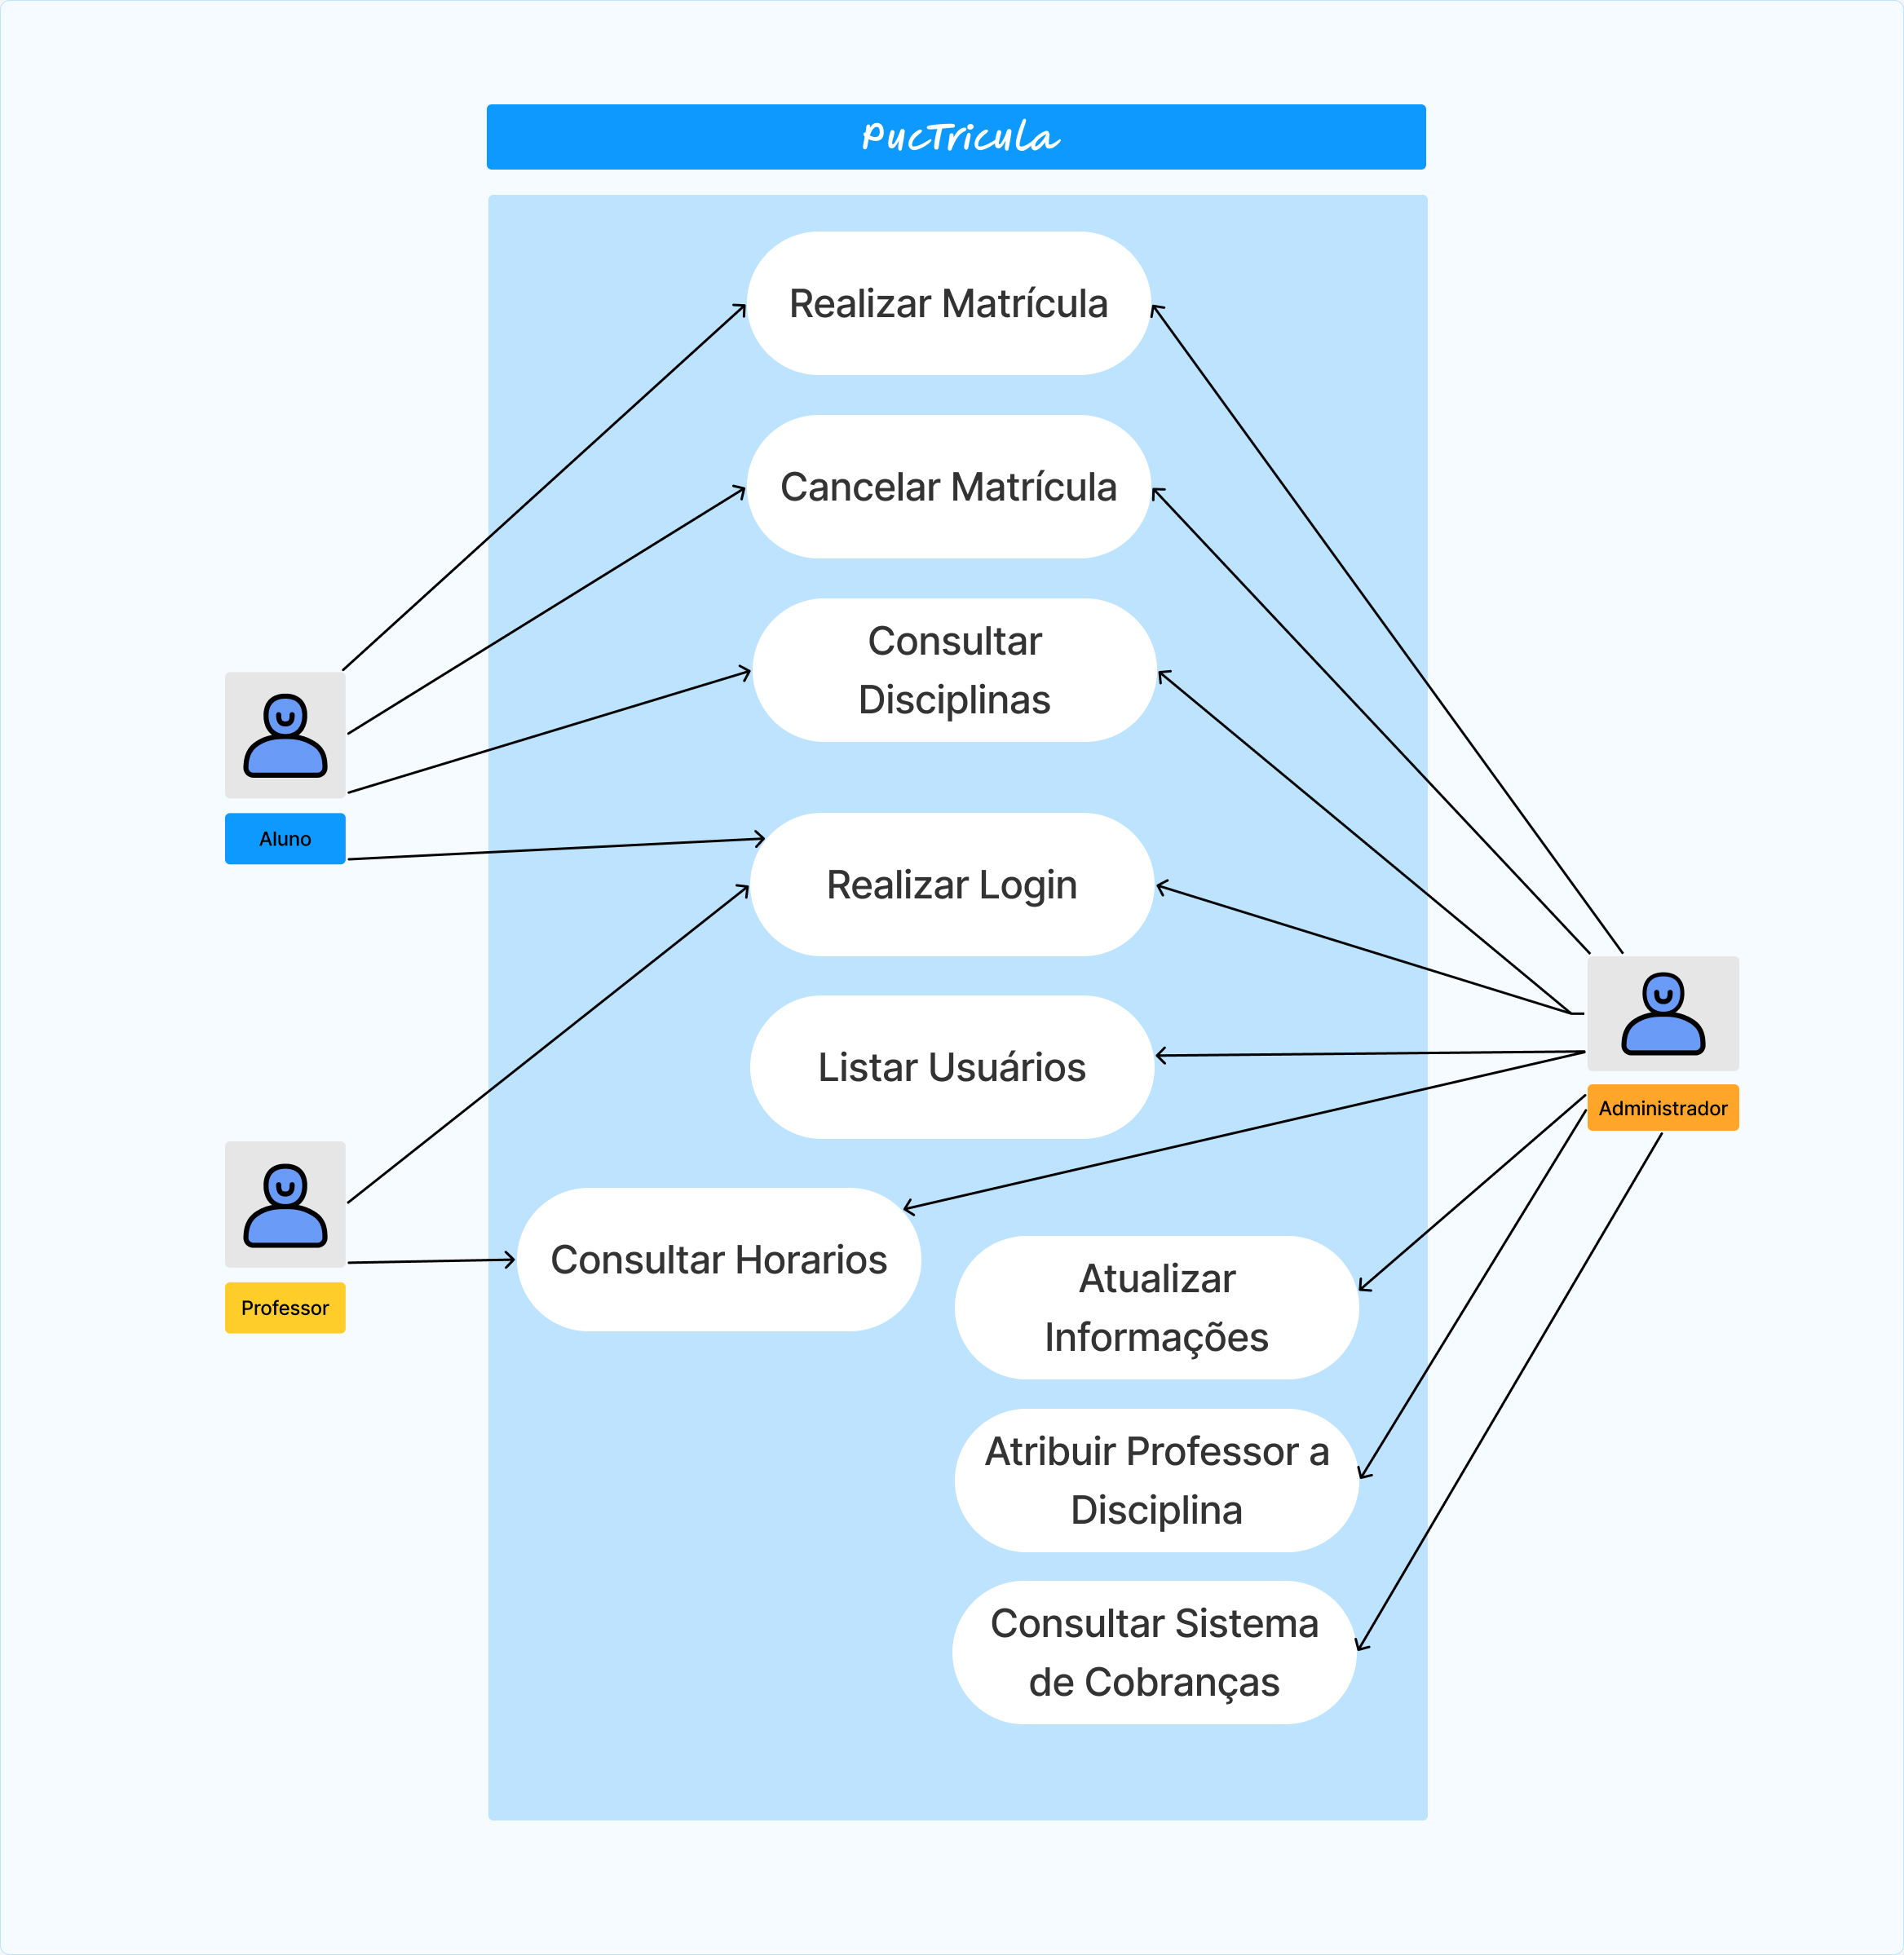 PucTricula
Realizar Matrícula
Cancelar Matrícula
Consultar
Disciplinas
Aluno
Realizar Login
Listar Usuários
Administrador
Consultar Horarios
Professor
Atualizar
Informações
Atribuir Professor a
Disciplina
Consultar Sistema
de Cobranças